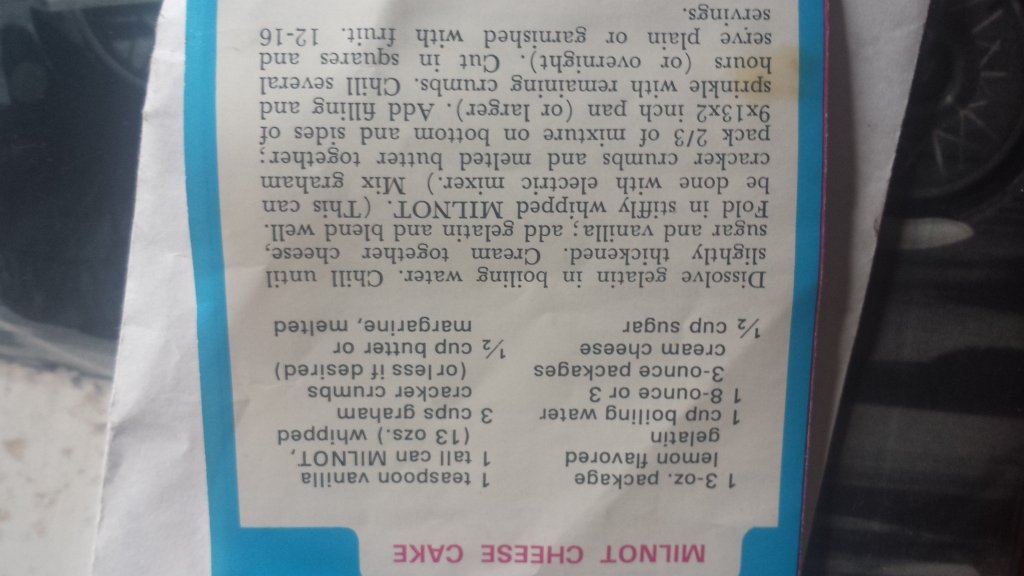 MILNOT CHEESE CAKE
1 3-oz. package
lemon flavored
gelatin
1 cup boiling water
1 8-ounce or 3
3-ounce packages
cream cheese
½ cup sugar
1 teaspoon vanilla
1 tall can MILNOT,
(13 ozs.) whipped
3 cups graham
cracker crumbs
(or less if desired)
½ cup butter or
margarine, melted
Dissolve gelatin in boiling water. Chill until
slightly thickened. Cream together cheese,
sugar and vanilla; add gelatin and blend well.
Fold in stiffly whipped MILNOT. (This can
be done with electric mixer.) Mix graham
cracker crumbs and melted butter together;
pack 2/3 of mixture on bottom and sides of
9x13x2 inch pan (or larger). Add filling and
sprinkle with remaining crumbs. Chill several
hours (or overnight). Cut in squares and
serve plain or garnished with fruit. 12-16
servings.